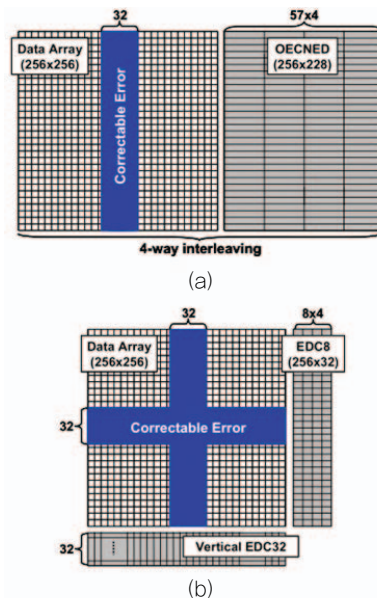 32
57x4
Data Array
(256x256)
OECNED
(256x228)
Correctable Error
4-way interleaving
(a)
32
8x4
Data Array
(256x256)
EDC8
(256x32)
32
Correctable Error
32
Vertical EDC32
(b)